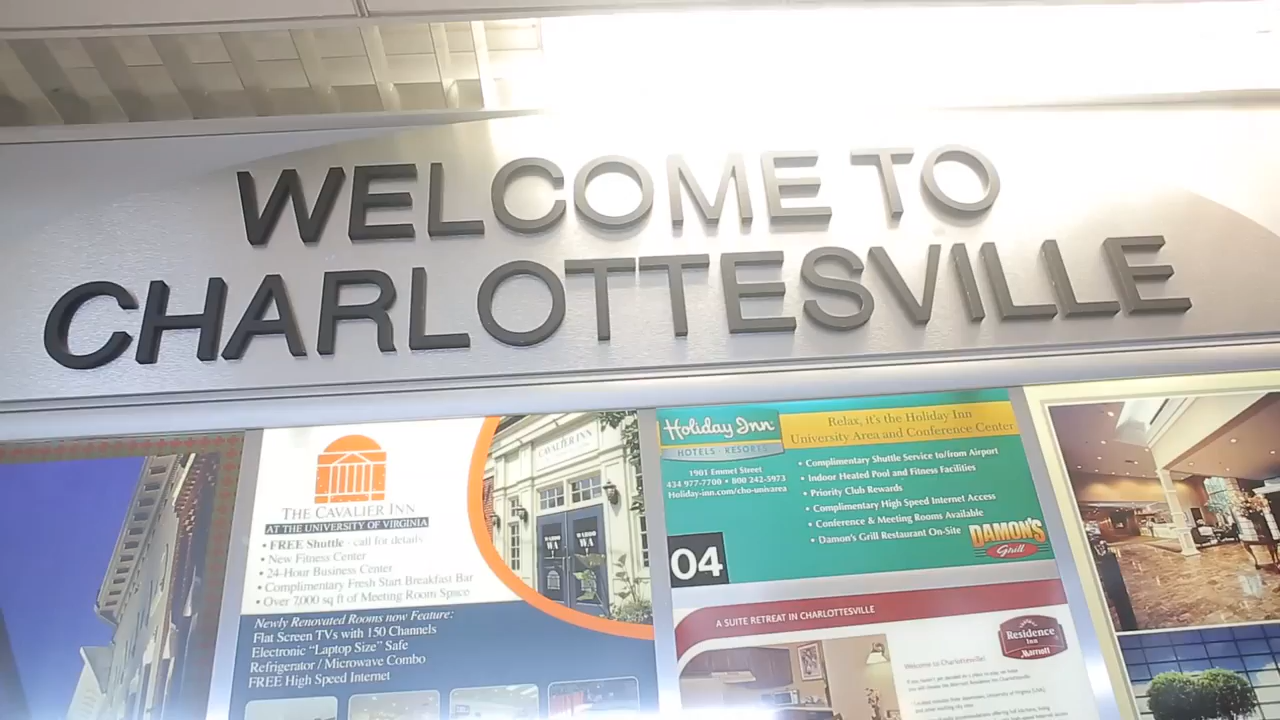 WELCOME TO
CHARLOTTESVILLE
THE CAVALIER INN
AT THE UNIVERSITY OF VIRGINIA
• FREE Shuttle - call for details
• New Fitness Center
• 24-Hour Business Center
• Complimentary Fresh Start Breakfast Bar
• Over 7,000 sq ft of Meeting Room Space
Newly Renovated Rooms now Feature:
Flat Screen TVs with 150 Channels
Electronic "Laptop Size" Safe
Refrigerator / Microwave Combo
FREE High Speed Internet
CAVALIER INN
Holiday Inn
HOTELS · RESORTS
1901 Emmet Street
434 977-7700 • 800 242-5973
Holiday-inn.com/cho-univarea
Relax, it's the Holiday Inn
University Area and Conference Center
• Complimentary Shuttle Service to/from Airport
• Indoor Heated Pool and Fitness Facilities
• Priority Club Rewards
• Complimentary High Speed Internet Access
• Conference & Meeting Rooms Available
• Damon's Grill Restaurant On-Site
DAMON'S
Grill
04
A SUITE RETREAT IN CHARLOTTESVILLE
Residence
Inn
Marriott
Welcome to Charlottesville!